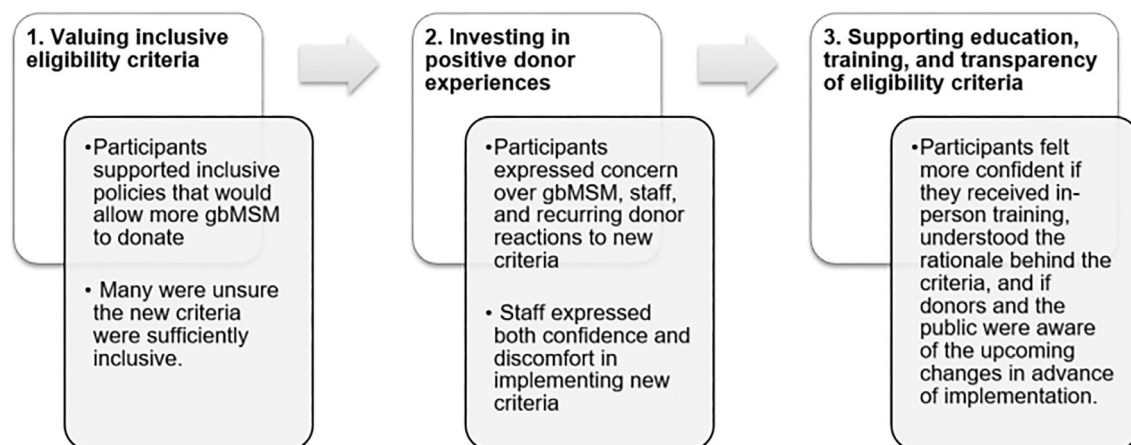 1. Valuing inclusive
eligibility criteria
•Participants
supported inclusive
policies that would
allow more gbMSM
to donate
• Many were unsure
the new criteria
were sufficiently
inclusive.
2. Investing in
positive donor
experiences
•Participants
expressed concern
over gbMSM, staff,
and recurring donor
reactions to new
criteria
• Staff expressed
both confidence and
discomfort in
implementing new
criteria
3. Supporting education,
training, and transparency
of eligibility criteria
•Participants felt
more confident if
they received in-
person training,
understood the
rationale behind the
criteria, and if
donors and the
public were aware
of the upcoming
changes in advance
of implementation.